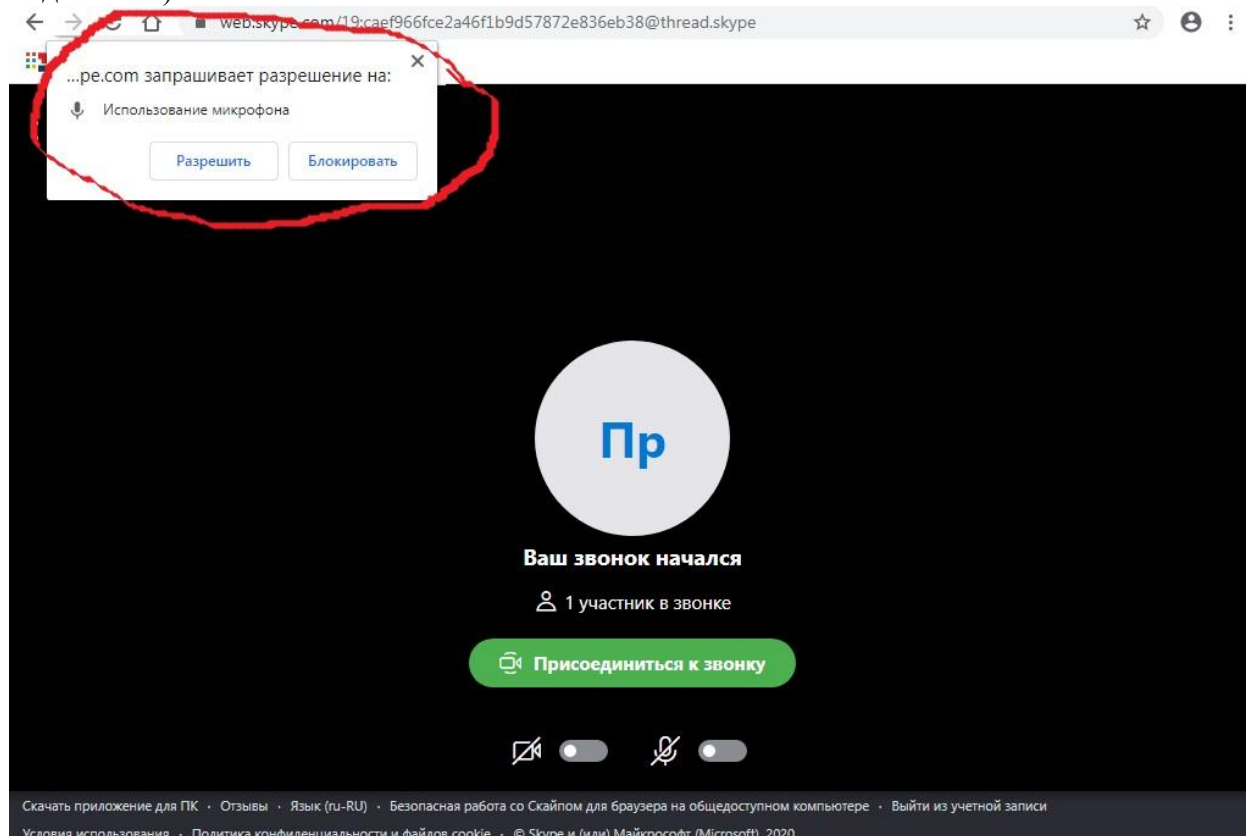 web.skype.com/19:caef966fce2a46f1b9d57872e836eb38@thread.skype
...pe.com запрашивает разрешение на:
Использование микрофона
Разрешить Блокировать
Пр
Ваш звонок начался
1 участник в звонке
Присоединиться к звонку
Скачать приложение для ПК · Отзывы · Язык (ru-RU) · Безопасная работа со Скайпом для браузера на общедоступном компьютере · Выйти из учетной записи
Условия использования · Политика конфиденциальности и файлов cookie · © Skype и (или) Майкрософт (Microsoft), 2020